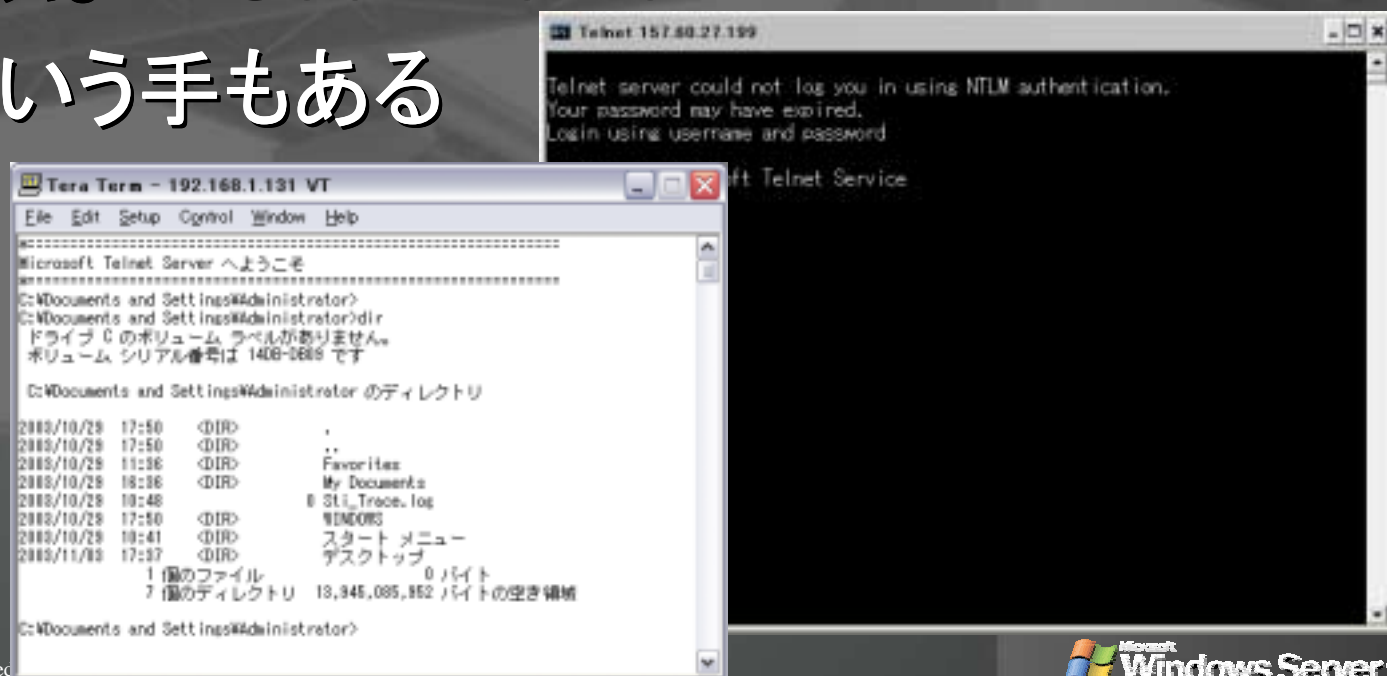 いう手もある
Telnet 157.60.27.199
Telnet server could not log you in using NTLM authentication.
Your password may have expired.
Login using username and password
ft Telnet Service
Tera Term - 192.168.1.131 VT
File Edit Setup Control Window Help
Microsoft Telnet Server へようこそ
C:¥Documents and Settings¥Administrator>
C:¥Documents and Settings¥Administrator>dir
ドライブ C のボリューム ラベルがありません。
ボリューム シリアル番号は です
C:¥Documents and Settings¥Administrator のディレクトリ
2003/10/29 17:50 <DIR> .
2003/10/29 17:50 <DIR> ..
2003/10/29 11:36 <DIR> Favorites
2003/10/29 16:36 <DIR> My Documents
2003/10/29 10:48 0 Sti_Trace.log
2003/10/29 17:50 <DIR> WINDOWS
2003/10/29 10:41 <DIR> スタート メニュー
2003/11/03 17:37 <DIR> デスクトップ
1 個のファイル 0 バイト
7 個のディレクトリ 13,945,085,952 バイトの空き領域
C:¥Documents and Settings¥Administrator>
Microsoft
Windows Server